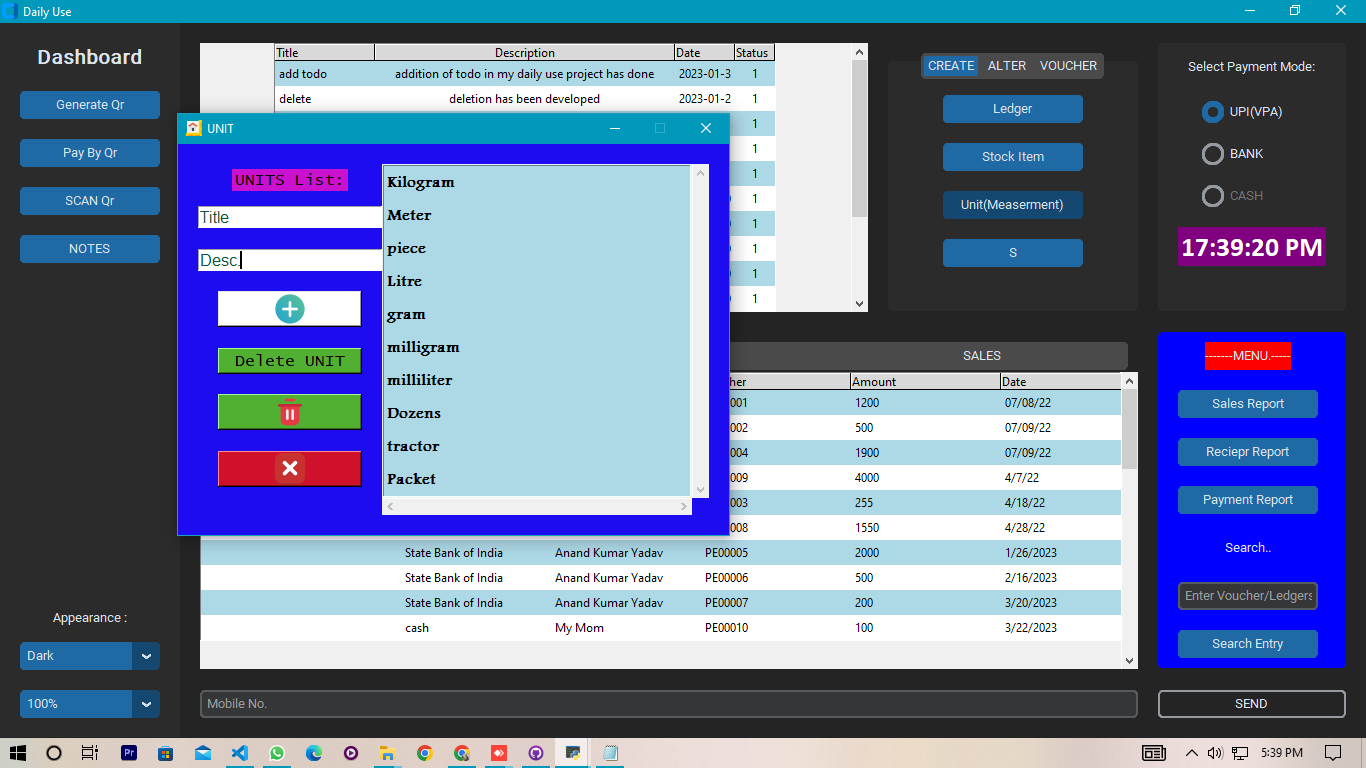 Daily Use
Dashboard
Generate Qr
Pay By Qr
SCAN Qr
NOTES
Appearance :
Dark
100%
Title Description Date Status
add todo addition of todo in my daily use project has done 2023-01-3 1
delete deletion has been developed 2023-01-2 1
1
1
1
1
1
1
1
1
UNIT
UNITS List:
Title
Desc.
Delete UNIT
Kilogram
Meter
piece
Litre
gram
milligram
milliliter
Dozens
tractor
Packet
CREATE ALTER VOUCHER
Ledger
Stock Item
Unit(Measerment)
S
Select Payment Mode:
UPI(VPA)
BANK
CASH
17:39:20 PM
SALES
her Amount Date
001 1200 07/08/22
002 500 07/09/22
004 1900 07/09/22
009 4000 4/7/22
003 255 4/18/22
008 1550 4/28/22
State Bank of India Anand Kumar Yadav PE00005 2000 1/26/2023
State Bank of India Anand Kumar Yadav PE00006 500 2/16/2023
State Bank of India Anand Kumar Yadav PE00007 200 3/20/2023
cash My Mom PE00010 100 3/22/2023
-------MENU.-----
Sales Report
Reciepr Report
Payment Report
Search..
Enter Voucher/Ledgers
Search Entry
Mobile No.
SEND
Pr
5:39 PM